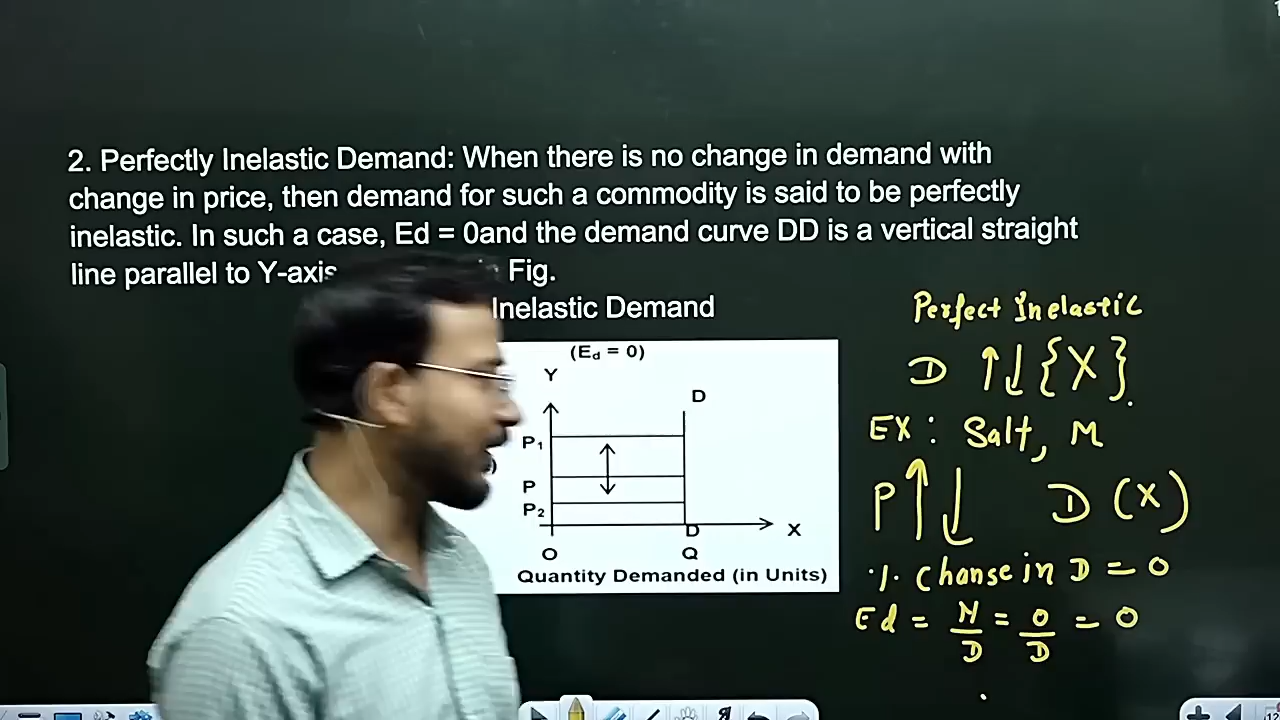 2. Perfectly Inelastic Demand: When there is no change in demand with
change in price, then demand for such a commodity is said to be perfectly
inelastic. In such a case, Ed = 0and the demand curve DD is a vertical straight
line parallel to Y-axis Fig.
Inelastic Demand
(Ed = 0)
Y
D
P1
P
P2
D
X
O
Q
Quantity Demanded (in Units)
Perfect Inelastic
D ↑↓ {X}
EX : Salt, M
P↑↓ D (X)
·/. Change in D = 0
Ed = N/D = 0/D = 0